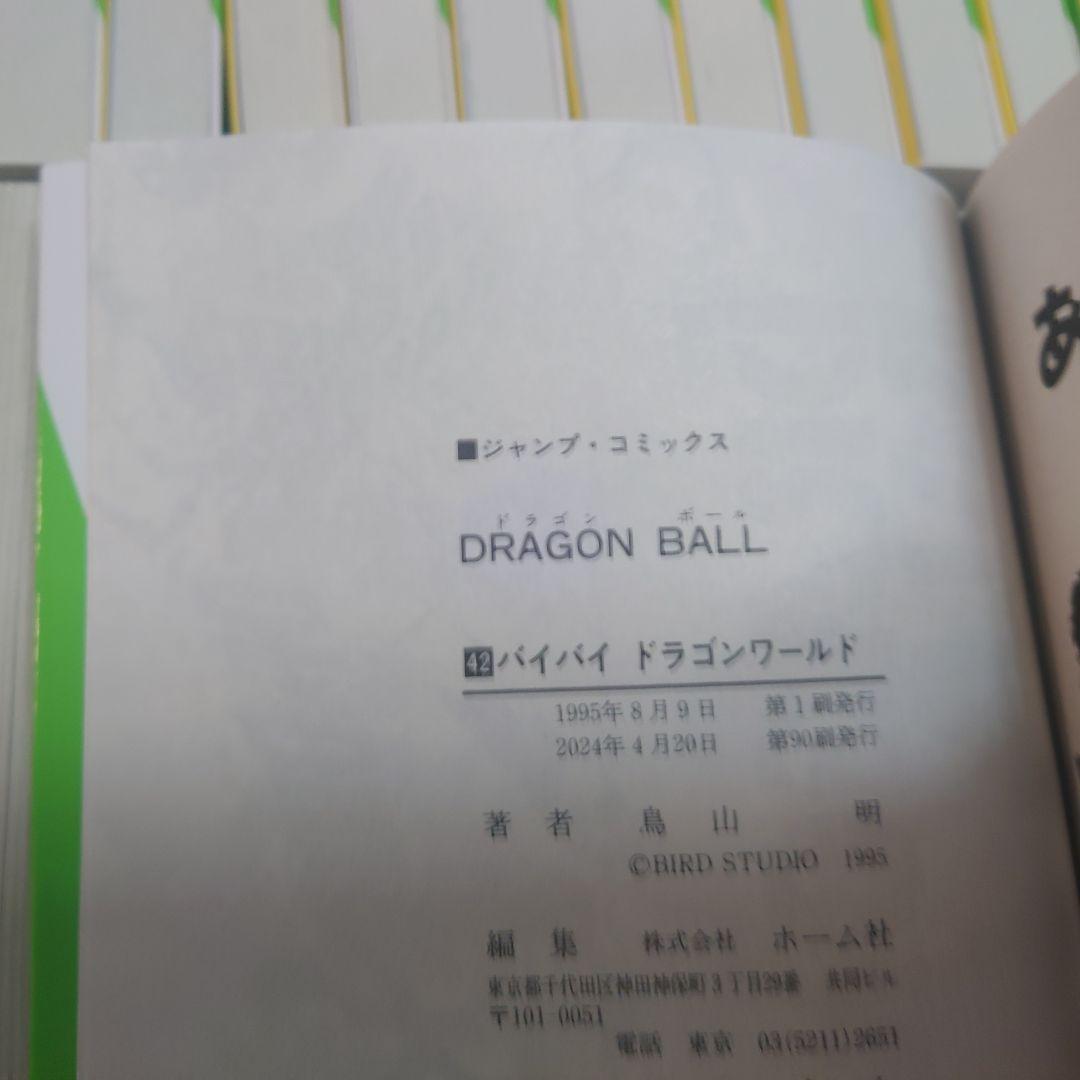 ■ジャンプ・コミックス
ドラゴン ボール
DRAGON BALL
42バイバイ ドラゴンワールド
1995年8月9日 第1刷発行
2024年4月20日 第90刷発行
著者 鳥山 明
©BIRD STUDIO 1995
編集 株式会社 ホーム社
東京都千代田区神田神保町3丁目29番 共同ビル
〒101-0051
電話 東京 03(5211)2651
あ